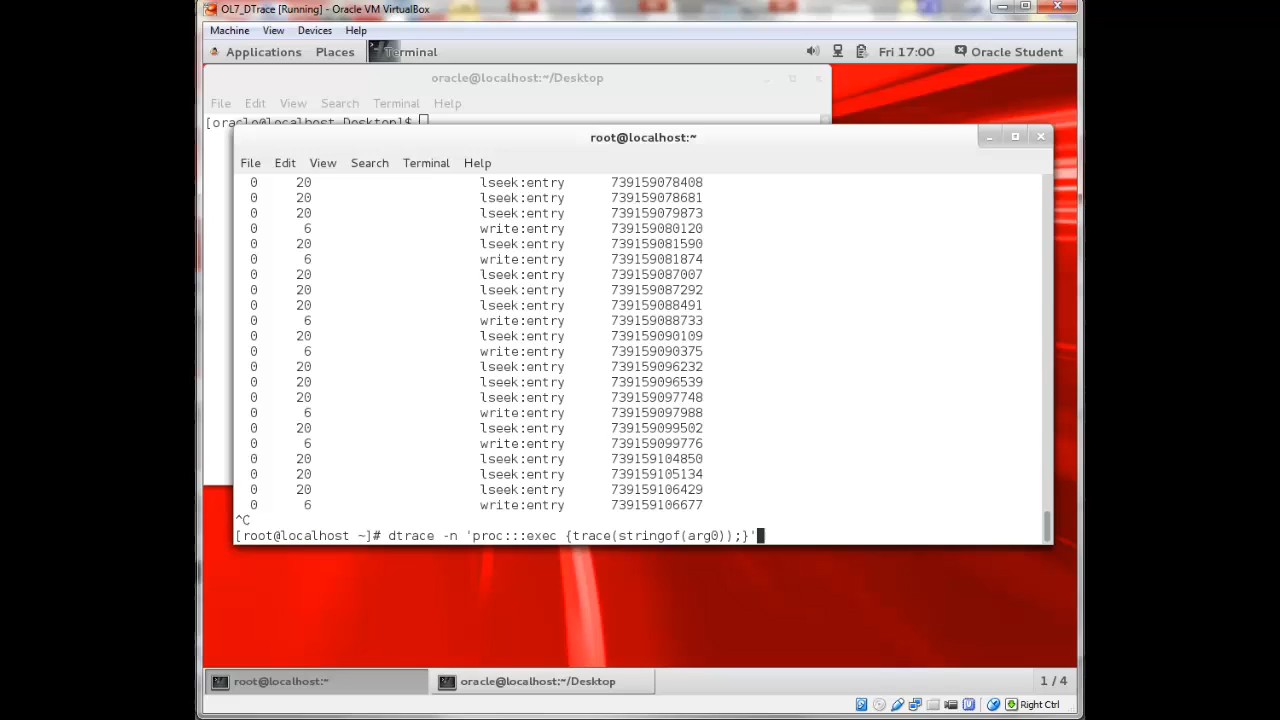 OL7_DTrace [Running] - Oracle VM VirtualBox
Machine View Devices Help
Applications Places Terminal Fri 17:00 Oracle Student
oracle@localhost:~/Desktop
File Edit View Search Terminal Help
[oracle@localhost Desktop]$
root@localhost:~
File Edit View Search Terminal Help
0 20 lseek:entry 739159078408
0 20 lseek:entry 739159078681
0 20 lseek:entry 739159079873
0 6 write:entry 739159080120
0 20 lseek:entry 739159081590
0 6 write:entry 739159081874
0 20 lseek:entry 739159087007
0 20 lseek:entry 739159087292
0 20 lseek:entry 739159088491
0 6 write:entry 739159088733
0 20 lseek:entry 739159090109
0 6 write:entry 739159090375
0 20 lseek:entry 739159096232
0 20 lseek:entry 739159096539
0 20 lseek:entry 739159097748
0 6 write:entry 739159097988
0 20 lseek:entry 739159099502
0 6 write:entry 739159099776
0 20 lseek:entry 739159104850
0 20 lseek:entry 739159105134
0 20 lseek:entry 739159106429
0 6 write:entry 739159106677
^C
[root@localhost ~]# dtrace -n 'proc:::exec {trace(stringof(arg0));}'
root@localhost:~ oracle@localhost:~/Desktop 1 / 4
Right Ctrl